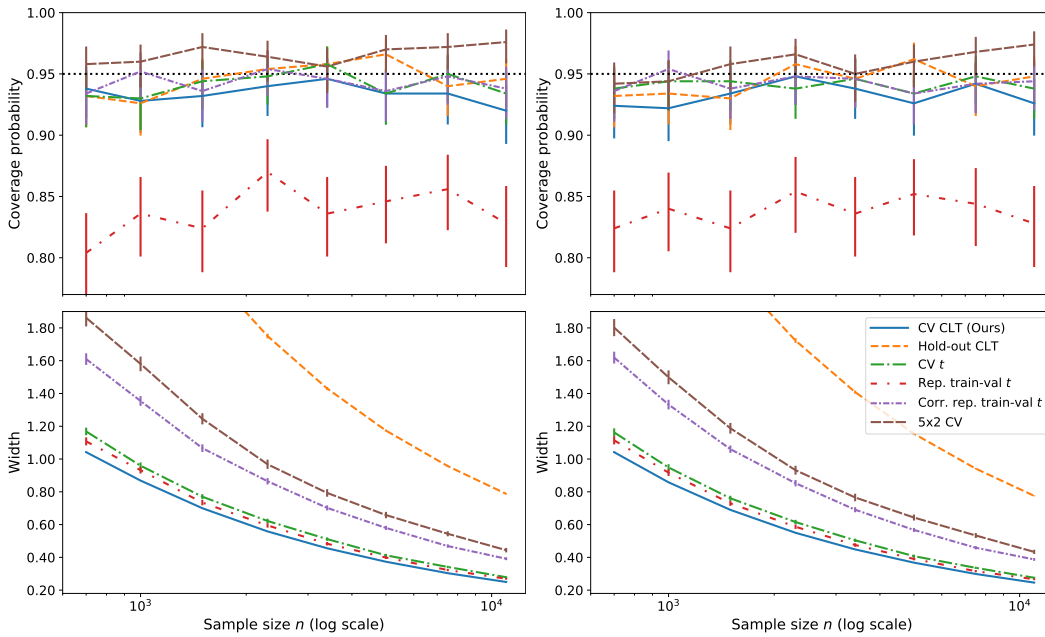 1.00
0.95
0.90
0.85
0.80
Coverage probability
1.00
0.95
0.90
0.85
0.80
Coverage probability
1.80
1.60
1.40
1.20
1.00
0.80
0.60
0.40
0.20
Width
10³
10⁴
Sample size n (log scale)
1.80
1.60
1.40
1.20
1.00
0.80
0.60
0.40
0.20
Width
10³
10⁴
Sample size n (log scale)
CV CLT (Ours)
Hold-out CLT
CV t
Rep. train-val t
Corr. rep. train-val t
5x2 CV